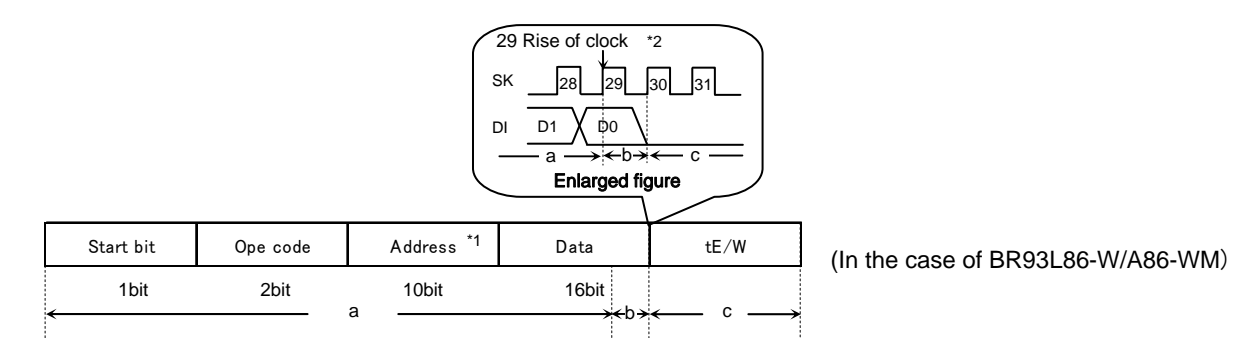 29 Rise of clock *2
SK 28 29 30 31
DI D1 D0
a b c
Enlarged figure
Start bit Ope code Address *1 Data tE/W
(In the case of BR93L86-W/A86-WM)
1bit 2bit 10bit 16bit
a b c